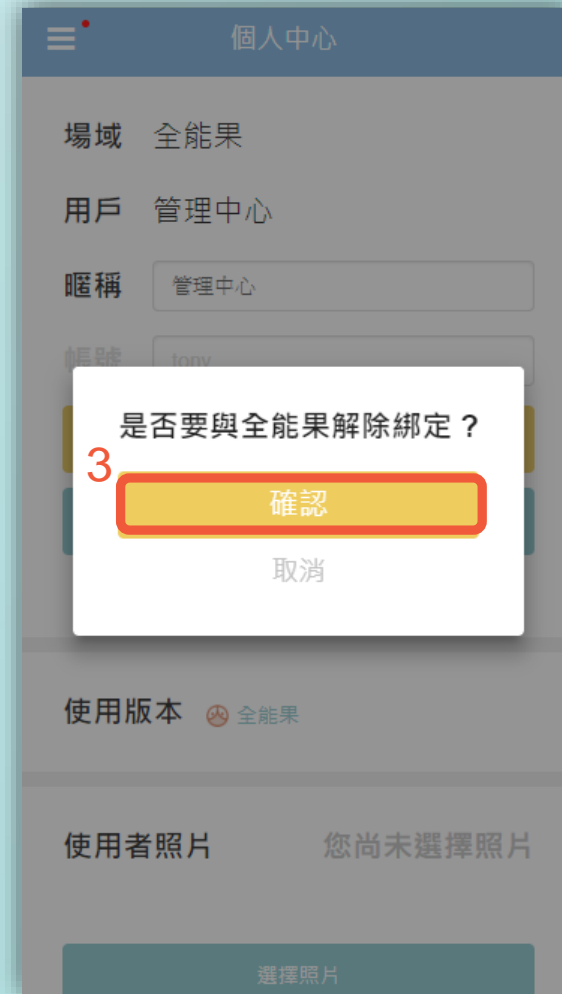 個人中心
場域 全能果
用戶 管理中心
暱稱 管理中心
帳號 tony
是否要與全能果解除綁定？
3
確認
取消
使用版本 全能果
使用者照片 您尚未選擇照片
選擇照片